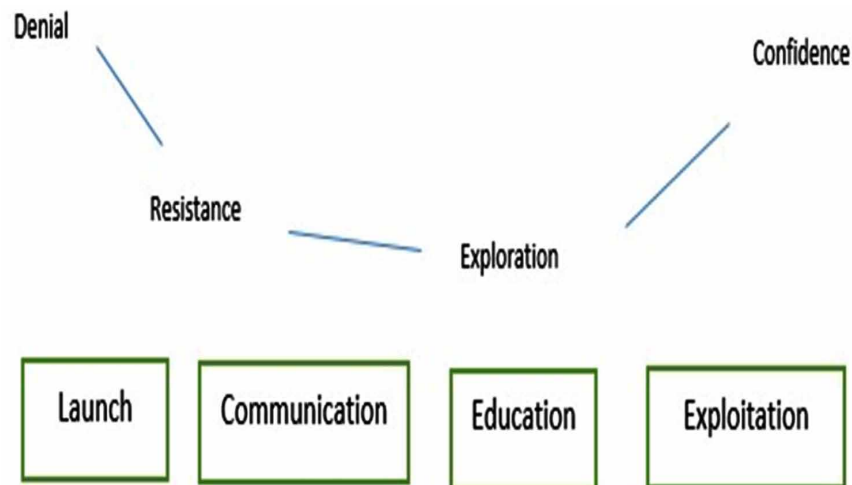 Denial
Confidence
Resistance
Exploration
Launch
Communication
Education
Exploitation